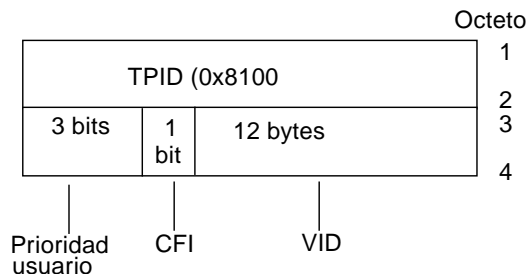 Octeto
1
TPID (0x8100
2
3 bits
1
bit
12 bytes
3
4
Prioridad
usuario
CFI
VID